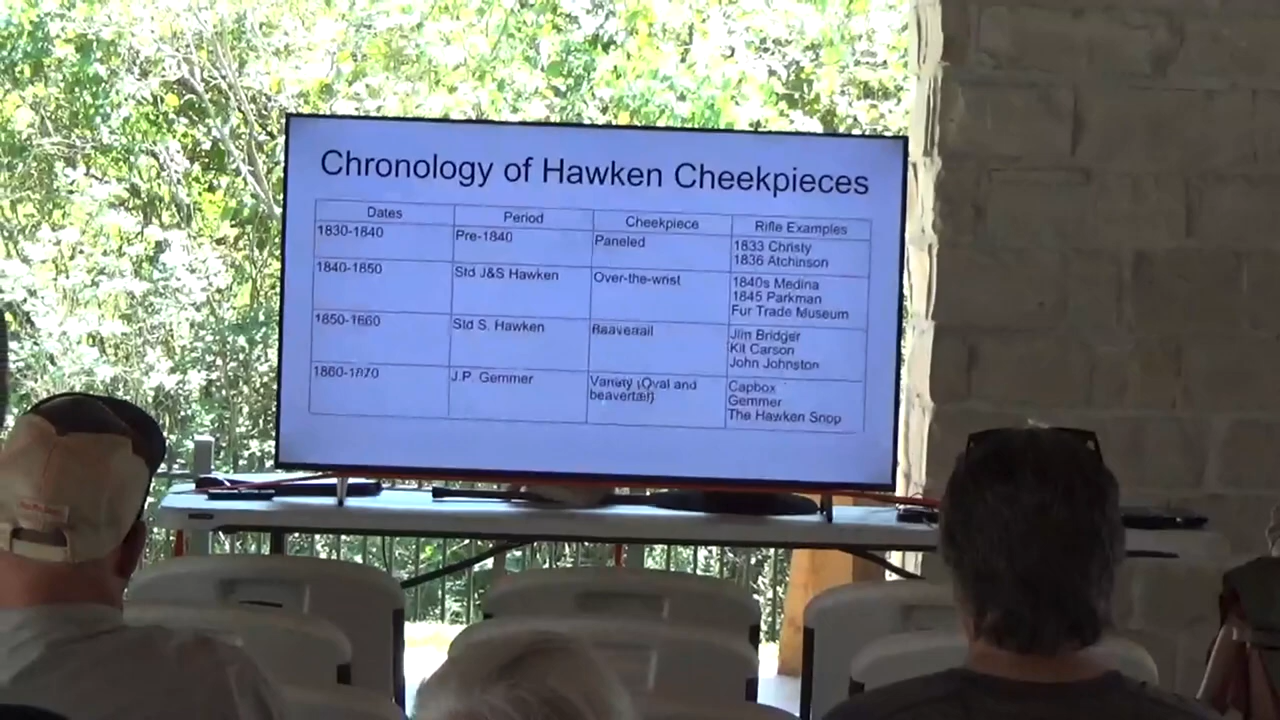 Chronology of Hawken Cheekpieces
Dates Period Cheekpiece Rifle Examples
1830-1840 Pre-1840 Paneled 1833 Christy
1836 Atchinson
1840-1850 Std J&S Hawken Over-the-wrist 1840s Medina
1845 Parkman
Fur Trade Museum
1850-1860 Std S. Hawken Beavertail Jim Bridger
Kit Carson
John Johnston
1860-1870 J.P. Gemmer Variety (Oval and Capbox
beavertail) Gemmer
The Hawken Shop